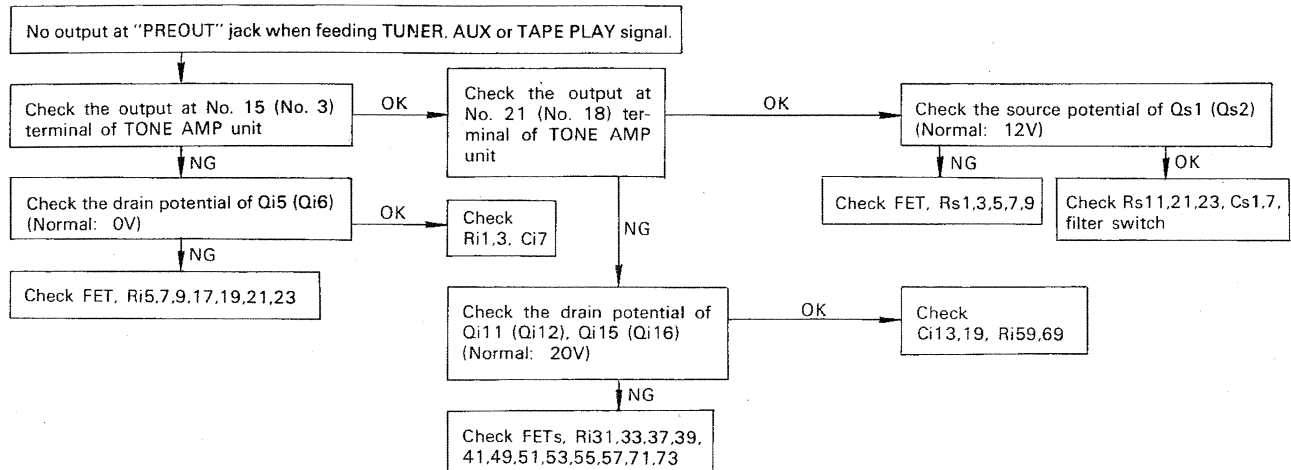 No output at "PREOUT" jack when feeding TUNER, AUX or TAPE PLAY signal.
Check the output at No. 15 (No. 3)
terminal of TONE AMP unit
OK
Check the output at
No. 21 (No. 18) ter-
minal of TONE AMP
unit
OK
Check the source potential of Qs1 (Qs2)
(Normal: 12V)
NG
Check the drain potential of Qi5 (Qi6)
(Normal: 0V)
OK
Check
Ri1,3, Ci7
NG
Check FET, Ri5,7,9,17,19,21,23
NG
Check FET, Rs1,3,5,7,9
OK
Check Rs11,21,23, Cs1,7,
filter switch
NG
Check the drain potential of
Qi11 (Qi12), Qi15 (Qi16)
(Normal: 20V)
OK
Check
Ci13,19, Ri59,69
NG
Check FETs, Ri31,33,37,39,
41,49,51,53,55,57,71,73